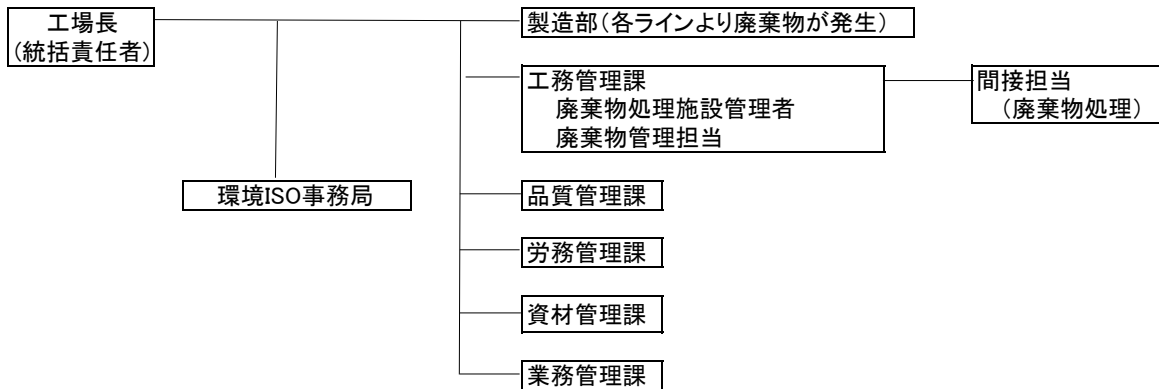 工場長
(統括責任者)
製造部(各ラインより廃棄物が発生)
工務管理課
廃棄物処理施設管理者
廃棄物管理担当
間接担当
(廃棄物処理)
環境ISO事務局
品質管理課
労務管理課
資材管理課
業務管理課